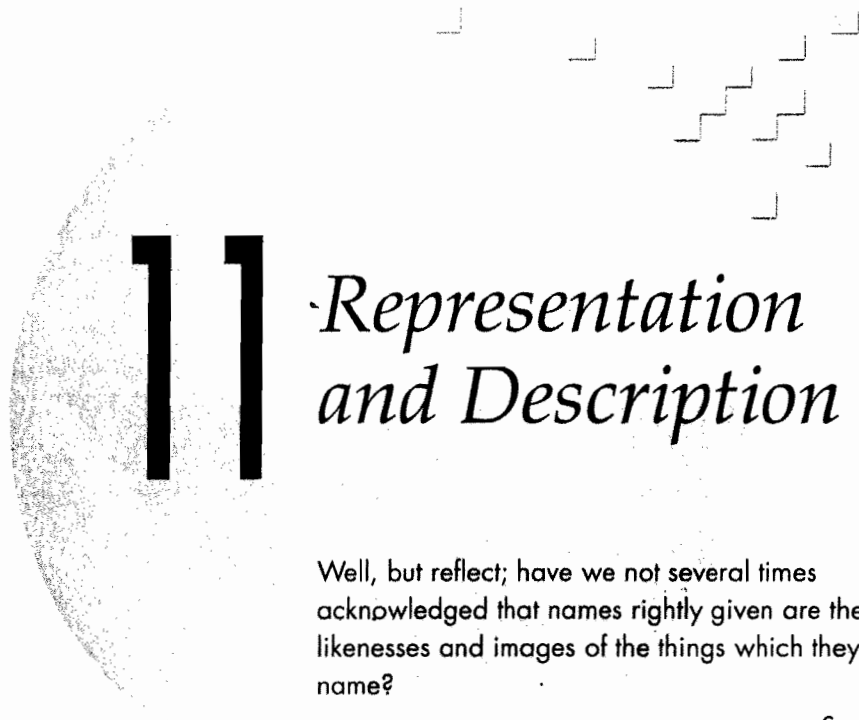 11
Representation
and Description
Well, but reflect; have we not several times
acknowledged that names rightly given are the
likenesses and images of the things which they
name?